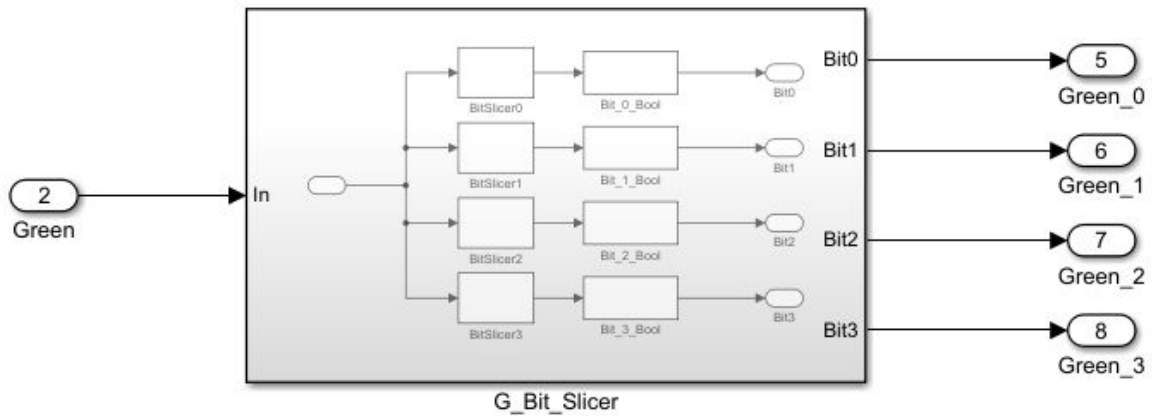 Bit0
5
BitSlicer0
Bit_0_Bool
Bit0
Green_0
Bit1
6
BitSlicer1
Bit_1_Bool
Bit1
Green_1
2
In
Green
Bit2
7
BitSlicer2
Bit_2_Bool
Bit2
Green_2
Bit3
8
BitSlicer3
Bit_3_Bool
Bit3
Green_3
G_Bit_Slicer